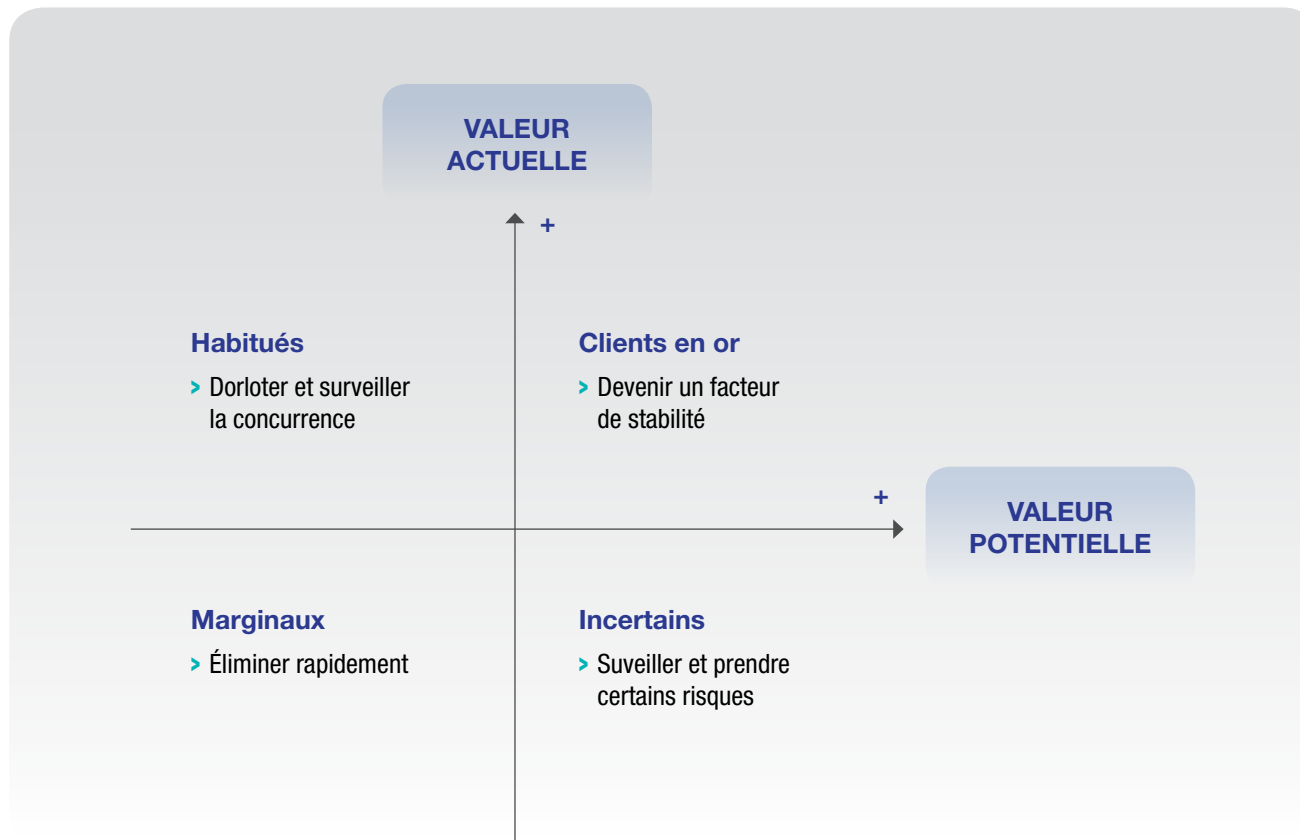 VALEUR
ACTUELLE
+
Habitués
> Dorloter et surveiller
la concurrence
Clients en or
> Devenir un facteur
de stabilité
+
VALEUR
POTENTIELLE
Marginaux
> Éliminer rapidement
Incertains
> Suveiller et prendre
certains risques